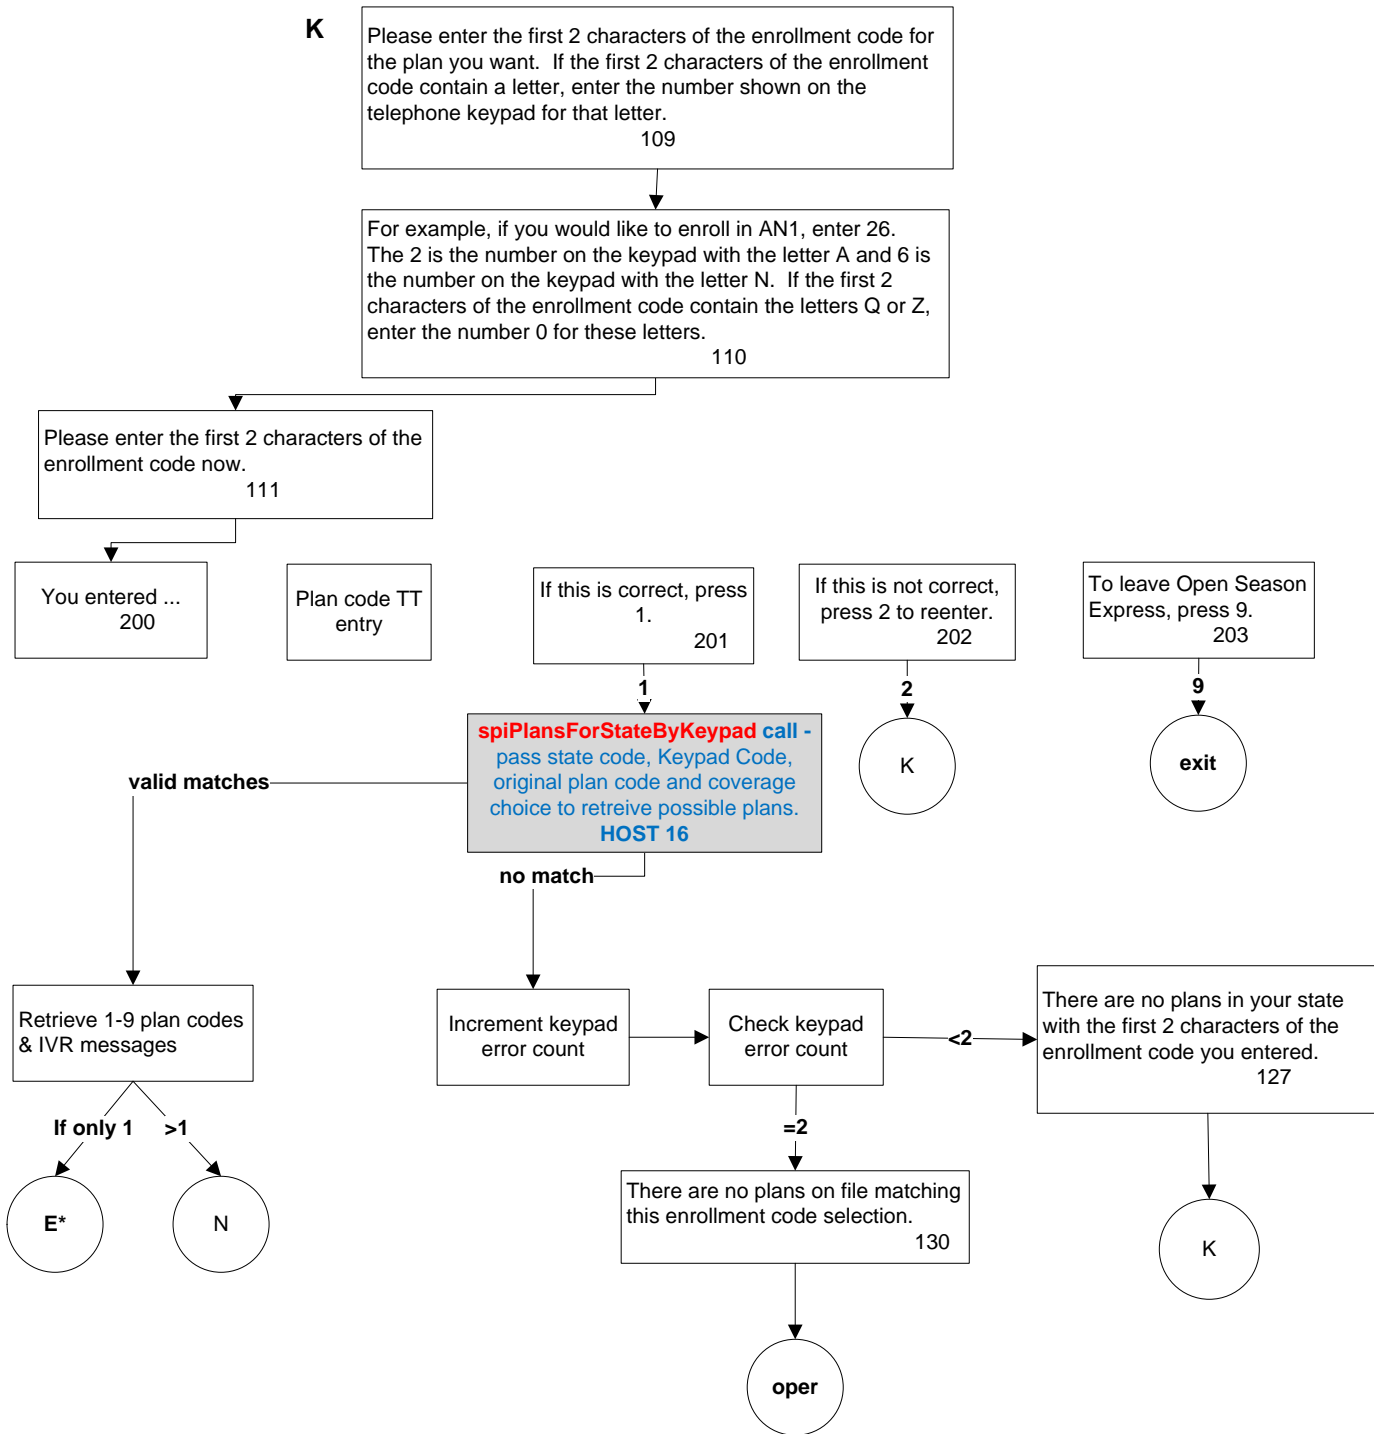 K
Please enter the first 2 characters of the enrollment code for
the plan you want.  If the first 2 characters of the enrollment
code contain a letter, enter the number shown on the
telephone keypad for that letter.
109
For example, if you would like to enroll in AN1, enter 26.
The 2 is the number on the keypad with the letter A and 6 is
the number on the keypad with the letter N.  If the first 2
characters of the enrollment code contain the letters Q or Z,
enter the number 0 for these letters.
110
Please enter the first 2 characters of the
enrollment code now.
111
You entered ...
200
Plan code TT
entry
If this is correct, press
1.
201
If this is not correct,
press 2 to reenter.
202
To leave Open Season
Express, press 9.
203
1
2
9
spiPlansForStateByKeypad call -
pass state code, Keypad Code,
original plan code and coverage
choice to retreive possible plans.
HOST 16
K
exit
valid matches
no match
Retrieve 1-9 plan codes
& IVR messages
Increment keypad
error count
Check keypad
error count
<2
There are no plans in your state
with the first 2 characters of the
enrollment code you entered.
127
If only 1
>1
=2
E*
N
There are no plans on file matching
this enrollment code selection.
130
K
oper